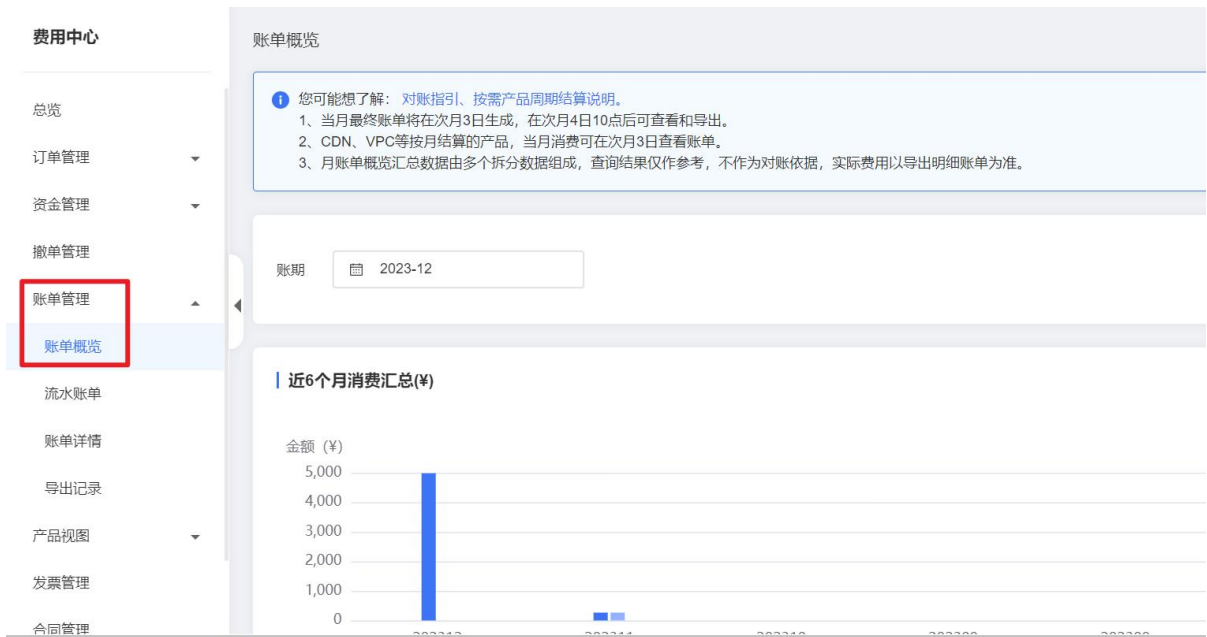 费用中心
总览
订单管理
资金管理
撤单管理
账单管理
账单概览
流水账单
账单详情
导出记录
产品视图
发票管理
合同管理
账单概览
您可能想了解： 对账指引、按需产品周期结算说明。
1、当月最终账单将在次月3日生成，在次月4日10点后可查看和导出。
2、CDN、VPC等按月结算的产品，当月消费可在次月3日查看账单。
3、月账单概览汇总数据由多个拆分数据组成，查询结果仅作参考，不作为对账依据，实际费用以导出明细账单为准。
账期 2023-12
近6个月消费汇总(¥)
金额（¥）
5,000
4,000
3,000
2,000
1,000
0